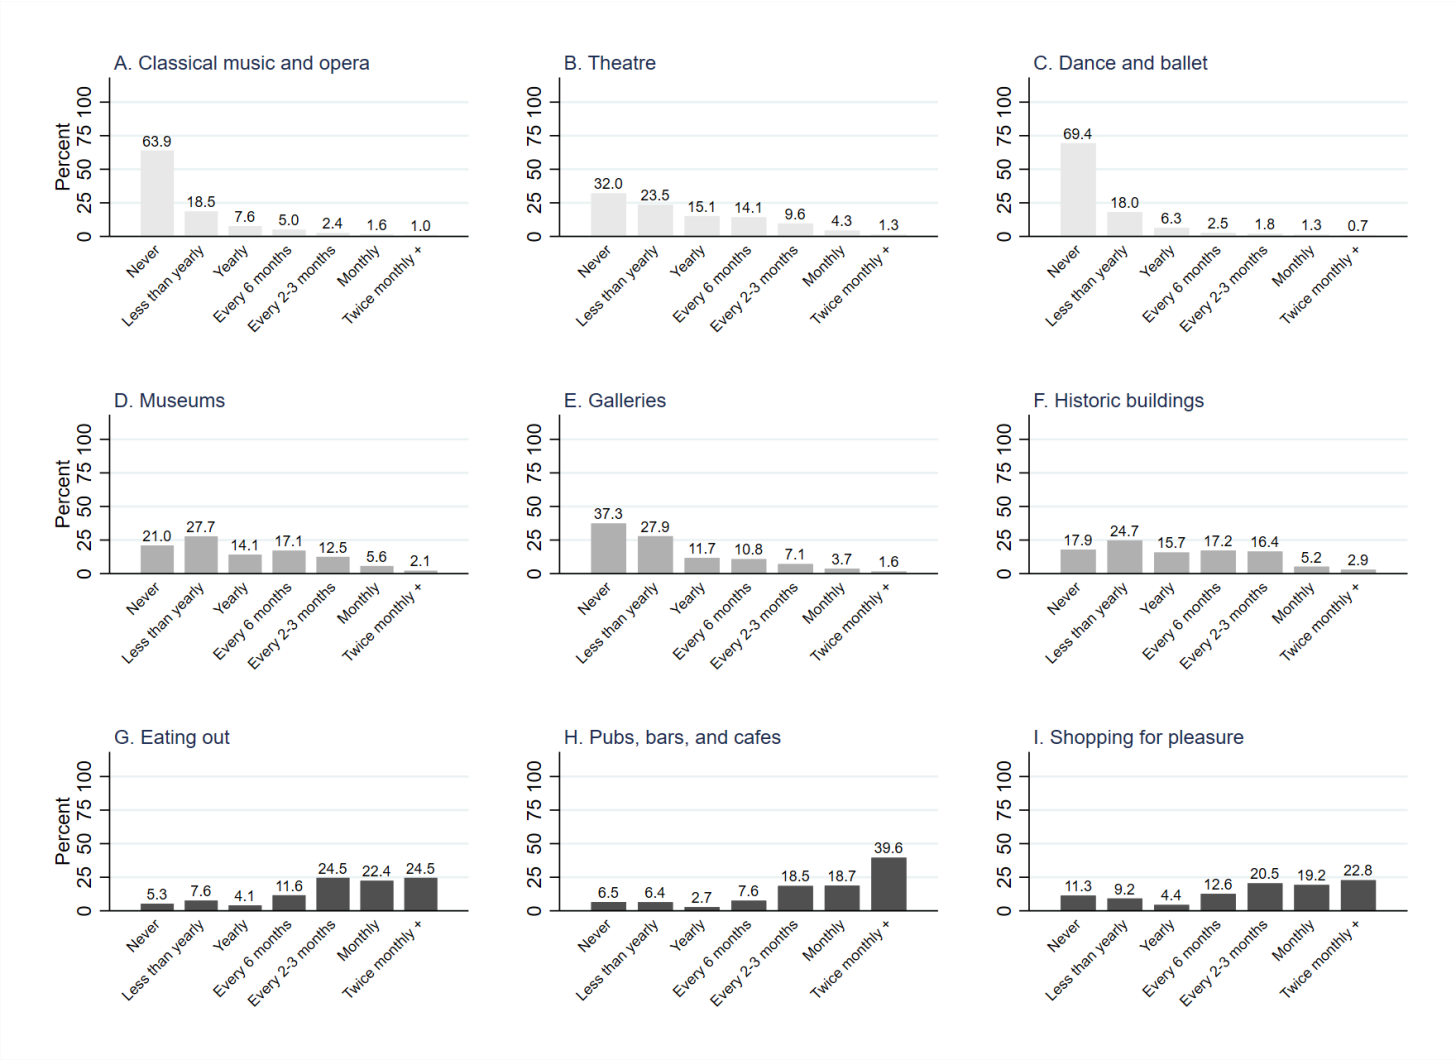 A. Classical music and opera
Percent
0 25 50 75 100
63.9 18.5 7.6 5.0 2.4 1.6 1.0
Never Less than yearly Yearly Every 6 months Every 2-3 months Monthly Twice monthly +
B. Theatre
0 25 50 75 100
32.0 23.5 15.1 14.1 9.6 4.3 1.3
Never Less than yearly Yearly Every 6 months Every 2-3 months Monthly Twice monthly +
C. Dance and ballet
0 25 50 75 100
69.4 18.0 6.3 2.5 1.8 1.3 0.7
Never Less than yearly Yearly Every 6 months Every 2-3 months Monthly Twice monthly +
D. Museums
Percent
0 25 50 75 100
21.0 27.7 14.1 17.1 12.5 5.6 2.1
Never Less than yearly Yearly Every 6 months Every 2-3 months Monthly Twice monthly +
E. Galleries
0 25 50 75 100
37.3 27.9 11.7 10.8 7.1 3.7 1.6
Never Less than yearly Yearly Every 6 months Every 2-3 months Monthly Twice monthly +
F. Historic buildings
0 25 50 75 100
17.9 24.7 15.7 17.2 16.4 5.2 2.9
Never Less than yearly Yearly Every 6 months Every 2-3 months Monthly Twice monthly +
G. Eating out
Percent
0 25 50 75 100
5.3 7.6 4.1 11.6 24.5 22.4 24.5
Never Less than yearly Yearly Every 6 months Every 2-3 months Monthly Twice monthly +
H. Pubs, bars, and cafes
0 25 50 75 100
6.5 6.4 2.7 7.6 18.5 18.7 39.6
Never Less than yearly Yearly Every 6 months Every 2-3 months Monthly Twice monthly +
I. Shopping for pleasure
0 25 50 75 100
11.3 9.2 4.4 12.6 20.5 19.2 22.8
Never Less than yearly Yearly Every 6 months Every 2-3 months Monthly Twice monthly +